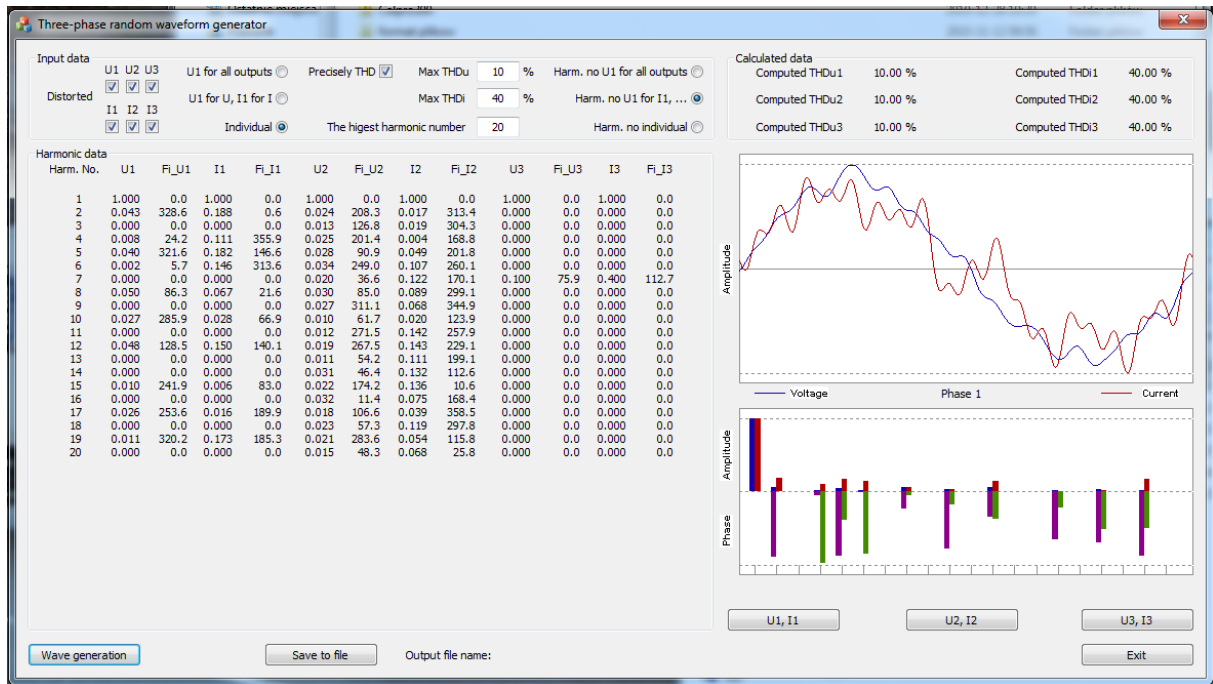 Three-phase random waveform generator
Input data
U1 U2 U3
Distorted
I1 I2 I3
U1 for all outputs
U1 for U, I1 for I
Individual
Precisely THD
Max THDu 10 %
Max THDi 40 %
The higest harmonic number 20
Harm. no U1 for all outputs
Harm. no U1 for I1, ...
Harm. no individual
Calculated data
Computed THDu1 10.00 % Computed THDi1 40.00 %
Computed THDu2 10.00 % Computed THDi2 40.00 %
Computed THDu3 10.00 % Computed THDi3 40.00 %
Harmonic data
Harm. No. U1 Fi_U1 I1 Fi_I1 U2 Fi_U2 I2 Fi_I2 U3 Fi_U3 I3 Fi_I3
1 1.000 0.0 1.000 0.0 1.000 0.0 1.000 0.0 1.000 0.0 1.000 0.0
2 0.043 328.6 0.188 0.6 0.024 208.3 0.017 313.4 0.000 0.0 0.000 0.0
3 0.000 0.0 0.000 0.0 0.013 126.8 0.019 304.3 0.000 0.0 0.000 0.0
4 0.008 24.2 0.111 355.9 0.025 201.4 0.004 168.8 0.000 0.0 0.000 0.0
5 0.040 321.6 0.182 146.6 0.028 90.9 0.049 201.8 0.000 0.0 0.000 0.0
6 0.002 5.7 0.146 313.6 0.034 249.0 0.107 260.1 0.000 0.0 0.000 0.0
7 0.000 0.0 0.000 0.0 0.020 36.6 0.122 170.1 0.100 75.9 0.400 112.7
8 0.050 86.3 0.067 21.6 0.030 85.0 0.089 299.1 0.000 0.0 0.000 0.0
9 0.000 0.0 0.000 0.0 0.027 311.1 0.068 344.9 0.000 0.0 0.000 0.0
10 0.027 285.9 0.028 66.9 0.010 61.7 0.020 123.9 0.000 0.0 0.000 0.0
11 0.000 0.0 0.000 0.0 0.012 271.5 0.142 257.9 0.000 0.0 0.000 0.0
12 0.048 128.5 0.150 140.1 0.019 267.5 0.143 229.1 0.000 0.0 0.000 0.0
13 0.000 0.0 0.000 0.0 0.011 54.2 0.111 199.1 0.000 0.0 0.000 0.0
14 0.000 0.0 0.000 0.0 0.031 46.4 0.132 112.6 0.000 0.0 0.000 0.0
15 0.010 241.9 0.006 83.0 0.022 174.2 0.136 10.6 0.000 0.0 0.000 0.0
16 0.000 0.0 0.000 0.0 0.032 11.4 0.075 168.4 0.000 0.0 0.000 0.0
17 0.026 253.6 0.016 189.9 0.018 106.6 0.039 358.5 0.000 0.0 0.000 0.0
18 0.000 0.0 0.000 0.0 0.023 57.3 0.119 297.8 0.000 0.0 0.000 0.0
19 0.011 320.2 0.173 185.3 0.021 283.6 0.054 115.8 0.000 0.0 0.000 0.0
20 0.000 0.0 0.000 0.0 0.015 48.3 0.068 25.8 0.000 0.0 0.000 0.0
Amplitude
Voltage Phase 1 Current
Amplitude
Phase
U1, I1 U2, I2 U3, I3
Wave generation Save to file Output file name: Exit